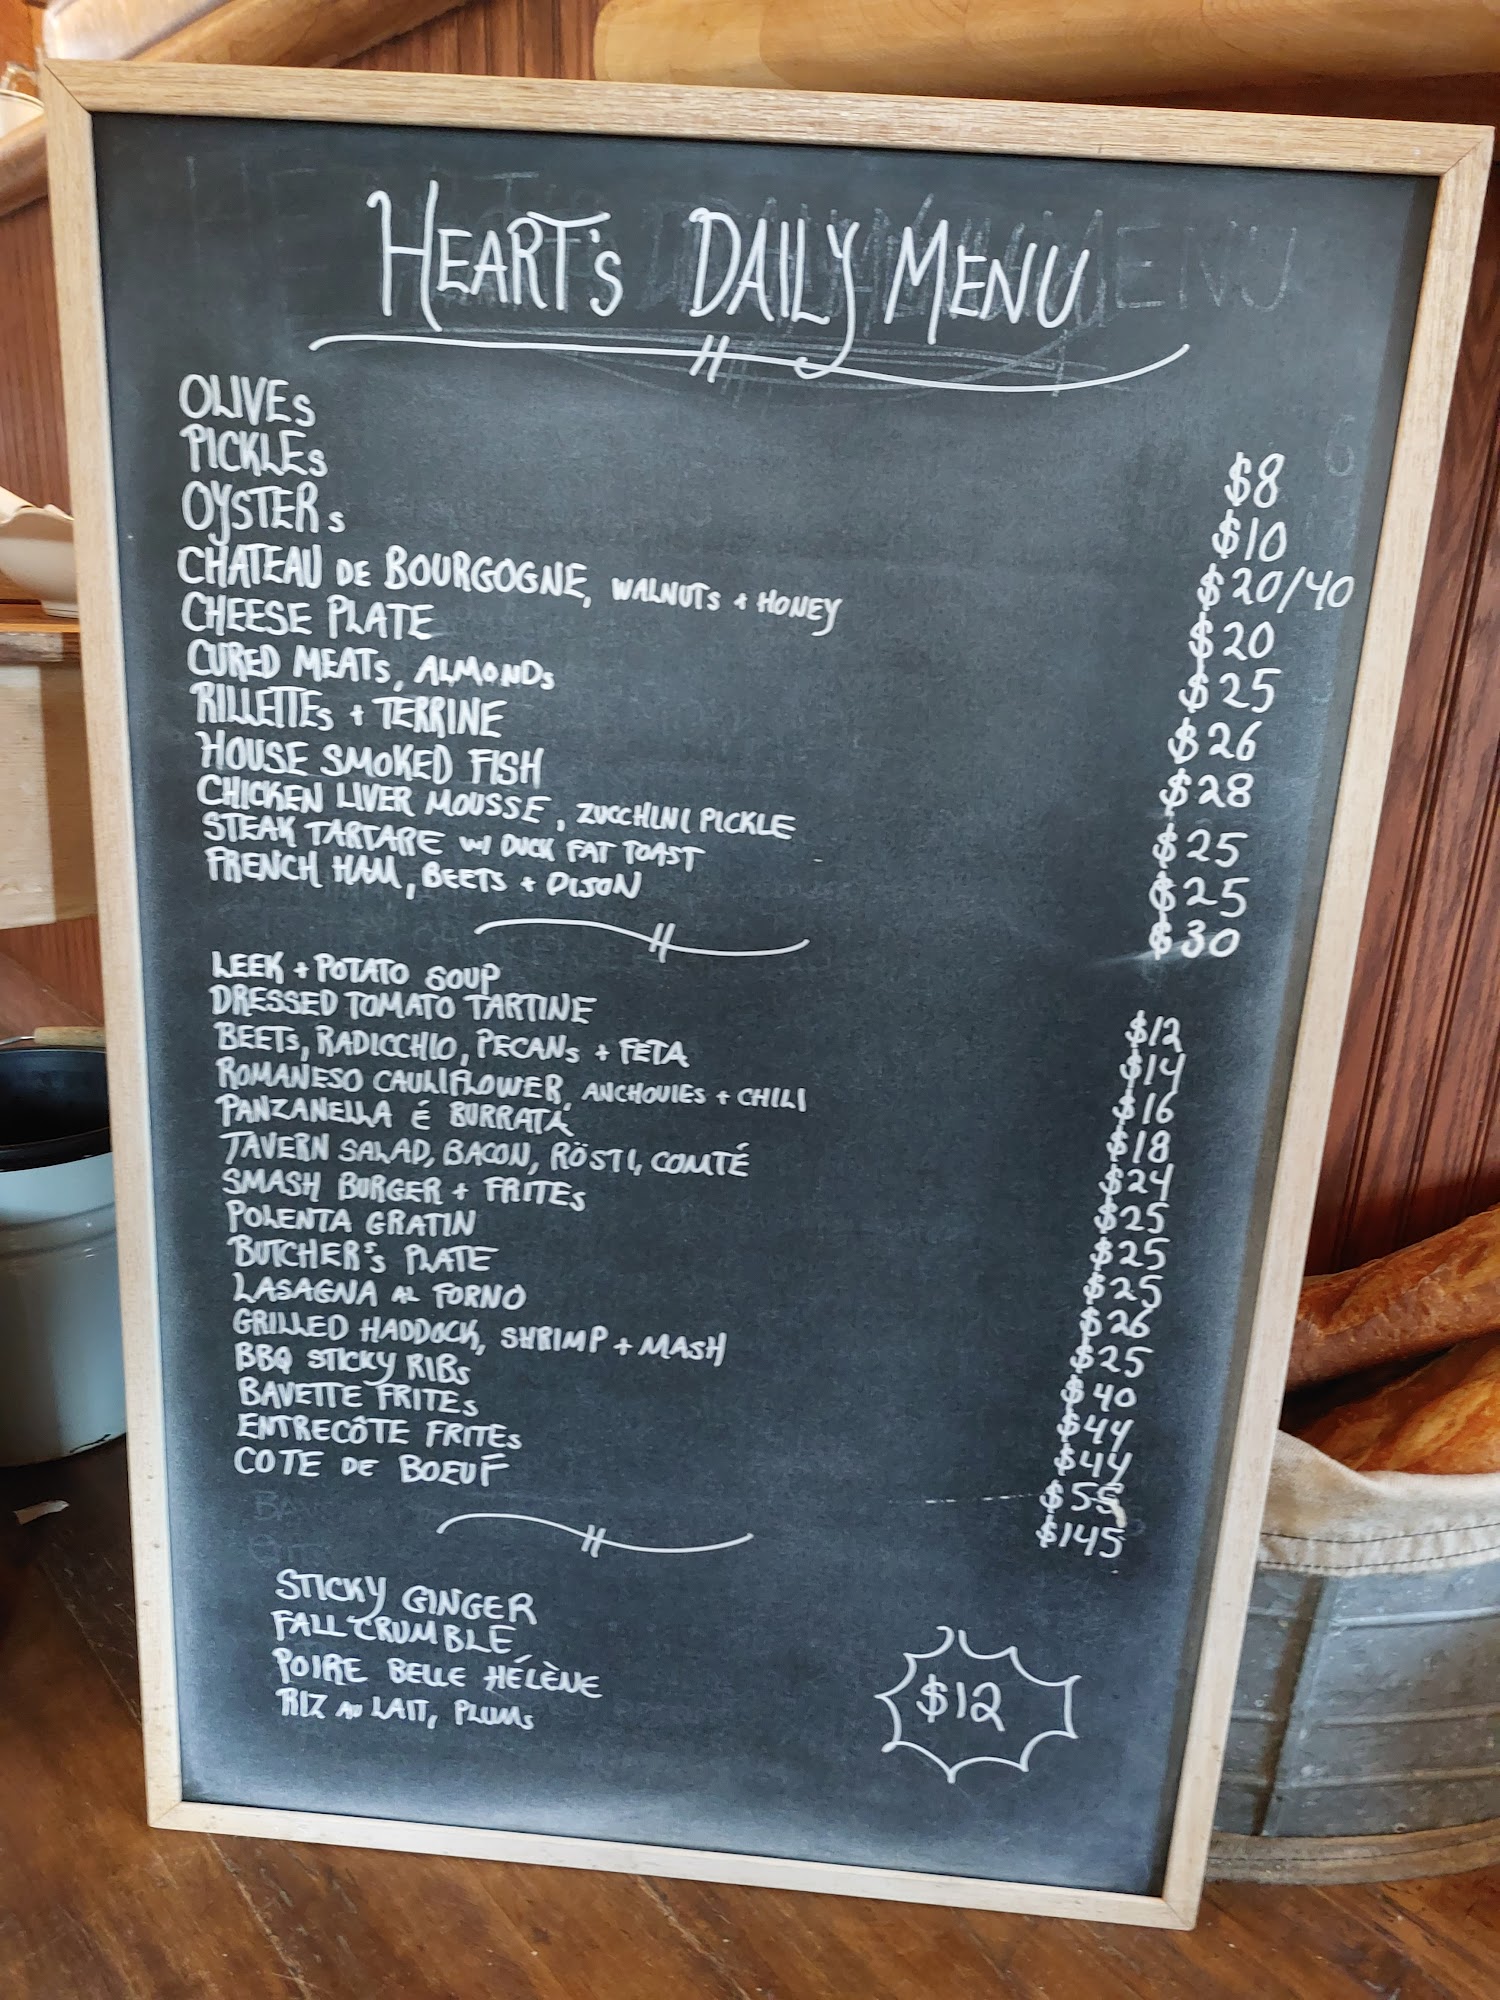 HEART'S DAILY MENU
OLIVES
PICKLES
OYSTERS
CHATEAU DE BOURGOGNE, WALNUTS + HONEY
CHEESE PLATE
CURED MEATS, ALMONDS
RILLETTES + TERRINE
HOUSE SMOKED FISH
CHICKEN LIVER MOUSSE, ZUCCHINI PICKLE
STEAK TARTARE W/ DUCK FAT TOAST
FRENCH HAM, BEETS + DIJON
$8
$10
$20/40
$20
$25
$26
$28
$25
$25
$30
LEEK + POTATO SOUP
DRESSED TOMATO TARTINE
BEETS, RADICCHIO, PECANS + FETA
ROMANESO CAULIFLOWER, ANCHOVIES + CHILI
PANZANELLA É BURRATA
TAVERN SALAD, BACON, RÖSTI, COMTÉ
SMASH BURGER + FRITES
POLENTA GRATIN
BUTCHER'S PLATE
LASAGNA AL FORNO
GRILLED HADDOCK, SHRIMP + MASH
BBQ STICKY RIBS
BAVETTE FRITES
ENTRECÔTE FRITES
COTE DE BOEUF
$12
$14
$16
$18
$24
$25
$25
$25
$26
$25
$40
$44
$44
$55
$145
STICKY GINGER
FALL CRUMBLE
POIRE BELLE HÉLÈNE
RIZ AU LAIT, PLUMS
$12